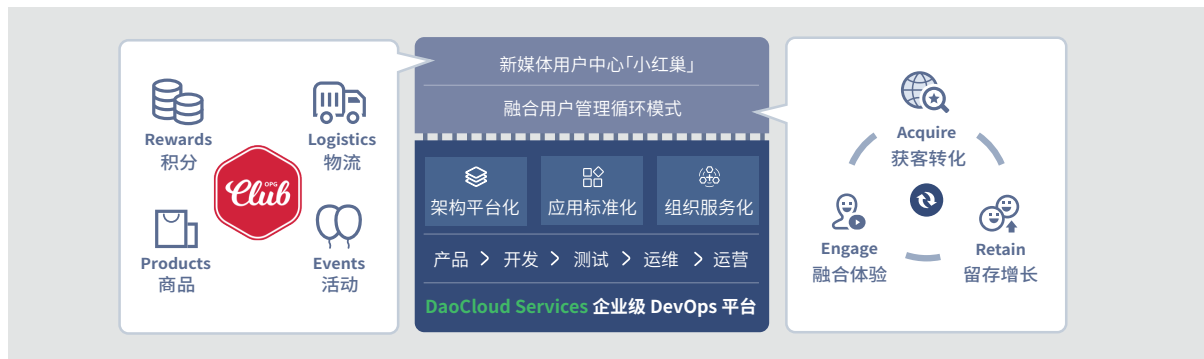 Rewards
积分
Logistics
物流
OPG
Club
Products
商品
Events
活动
新媒体用户中心「小红巢」
融合用户管理循环模式
架构平台化
应用标准化
组织服务化
产品 > 开发 > 测试 > 运维 > 运营
DaoCloud Services 企业级 DevOps 平台
Acquire
获客转化
Engage
融合体验
Retain
留存增长